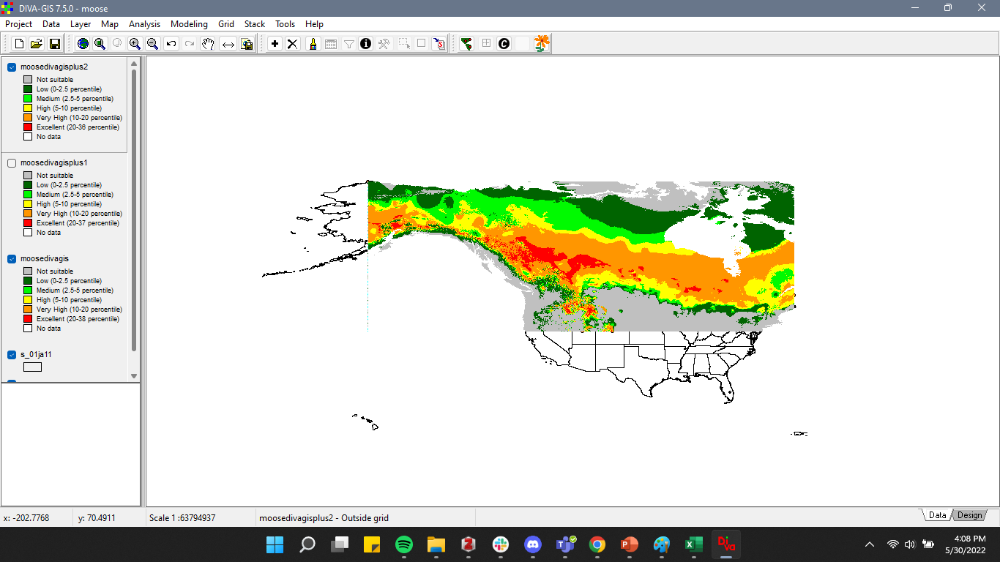 DIVA-GIS 7.5.0 - moose
Project Data Layer Map Analysis Modeling Grid Stack Tools Help
moosedivagisplus2
Not suitable
Low (0-2.5 percentile)
Medium (2.5-5 percentile)
High (5-10 percentile)
Very High (10-20 percentile)
Excellent (20-36 percentile)
No data
moosedivagisplus1
Not suitable
Low (0-2.5 percentile)
Medium (2.5-5 percentile)
High (5-10 percentile)
Very High (10-20 percentile)
Excellent (20-37 percentile)
No data
moosedivagis
Not suitable
Low (0-2.5 percentile)
Medium (2.5-5 percentile)
High (5-10 percentile)
Very High (10-20 percentile)
Excellent (20-38 percentile)
No data
s_01ja11
x: -202.7768 y: 70.4911 Scale 1 :63794937 moosedivagisplus2 - Outside grid Data Design
4:08 PM
5/30/2022